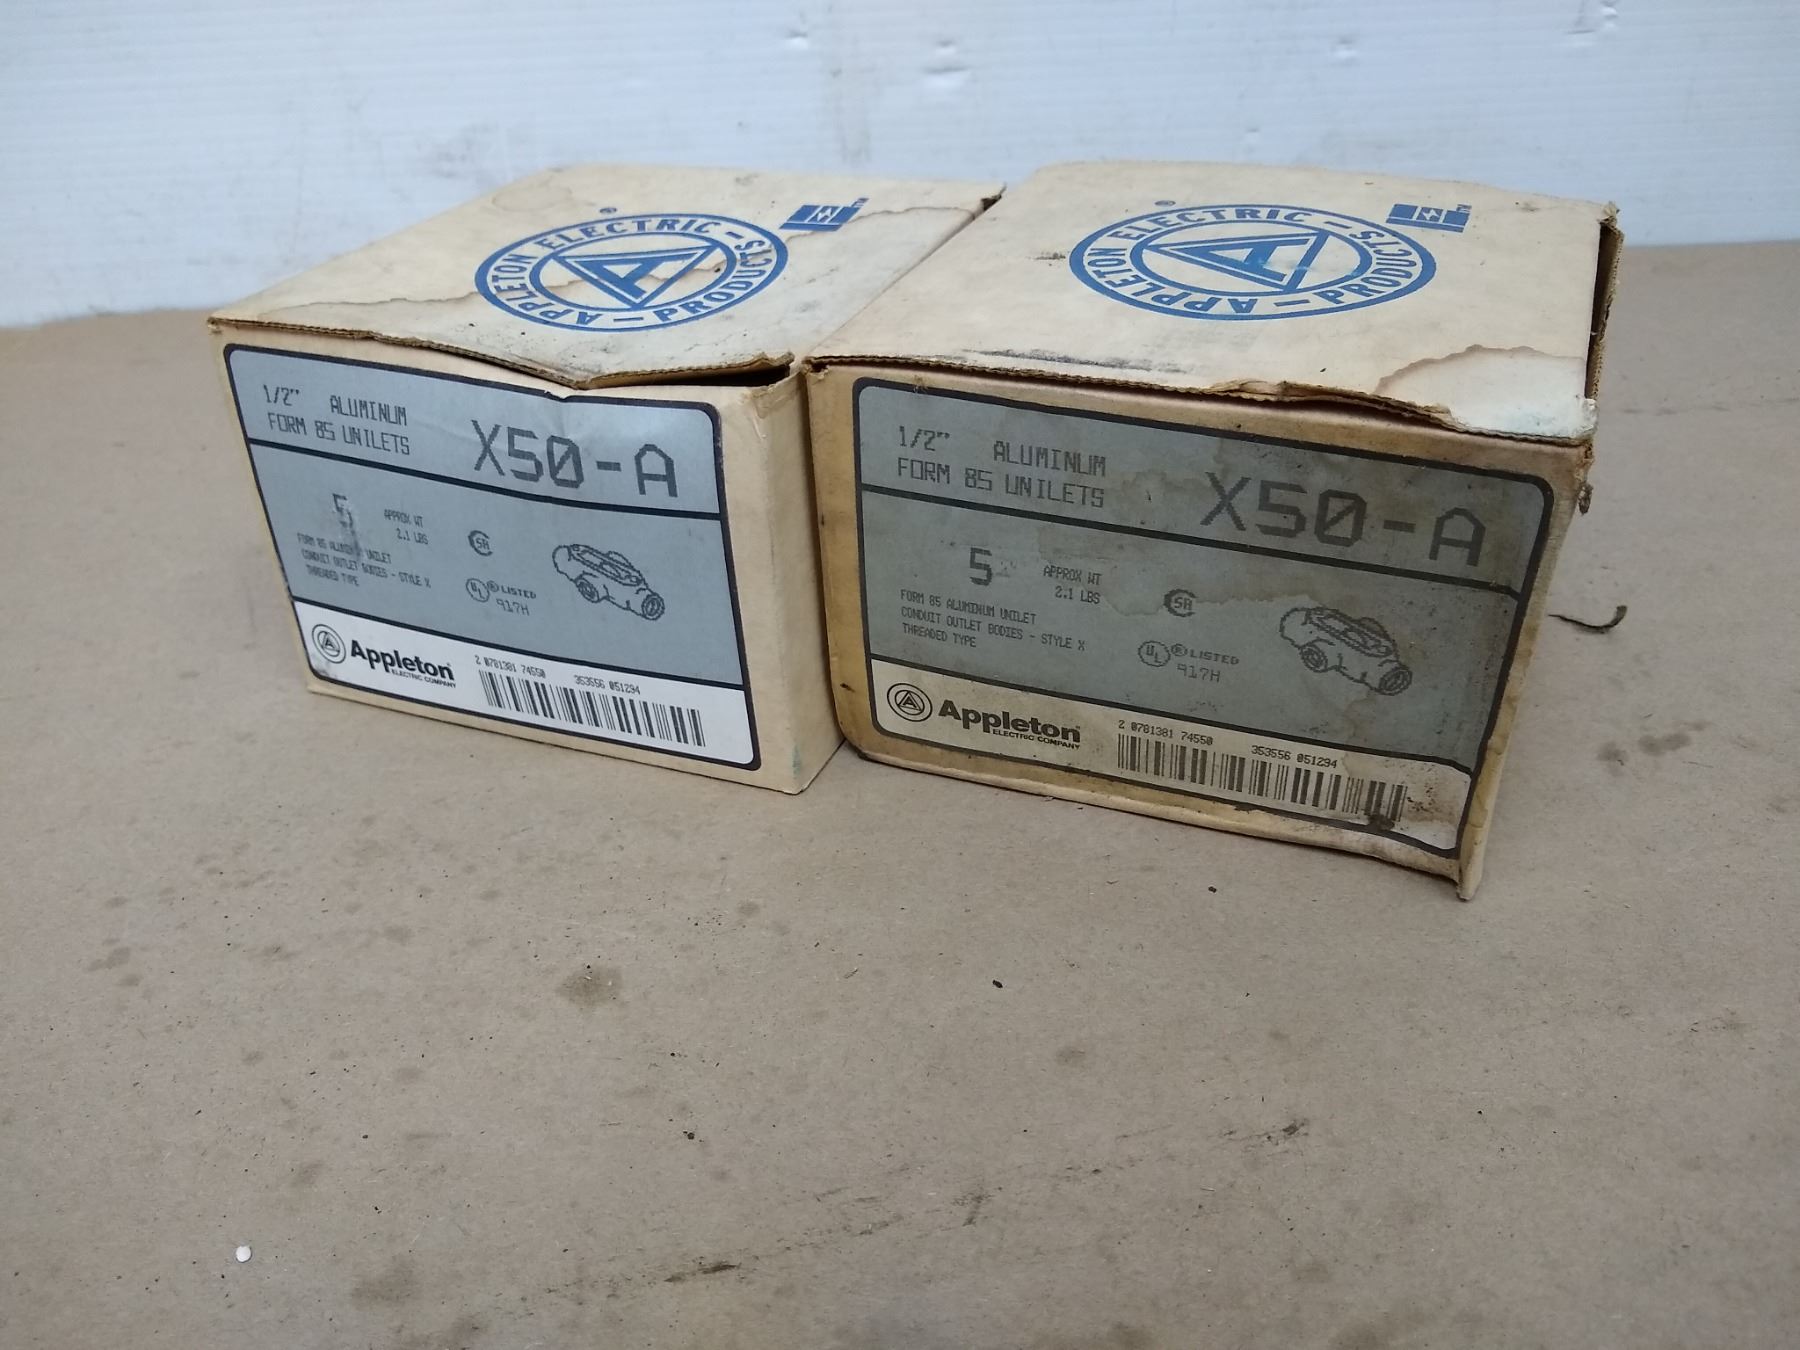 APPLETON ELECTRIC - PRODUCTS -
®
A
TM
1/2" ALUMINUM
FORM 85 UNILETS
X50-A
5
APPROX WT
2.1 LBS
FORM 85 UNILET
CONDUIT OUTLET BODIES - STYLE X
THREADED TYPE
SA
UL ® LISTED
917H
A
Appleton
ELECTRIC COMPANY
2 0781381 74550 353556 051294
APPLETON ELECTRIC - PRODUCTS -
®
A
TM
1/2" ALUMINUM
FORM 85 UNILETS
X50-A
5
APPROX WT
2.1 LBS
FORM 85 ALUMINUM UNILET
CONDUIT OUTLET BODIES - STYLE X
THREADED TYPE
SA
UL ® LISTED
917H
A
Appleton
ELECTRIC COMPANY
2 0781381 74550 353556 051294